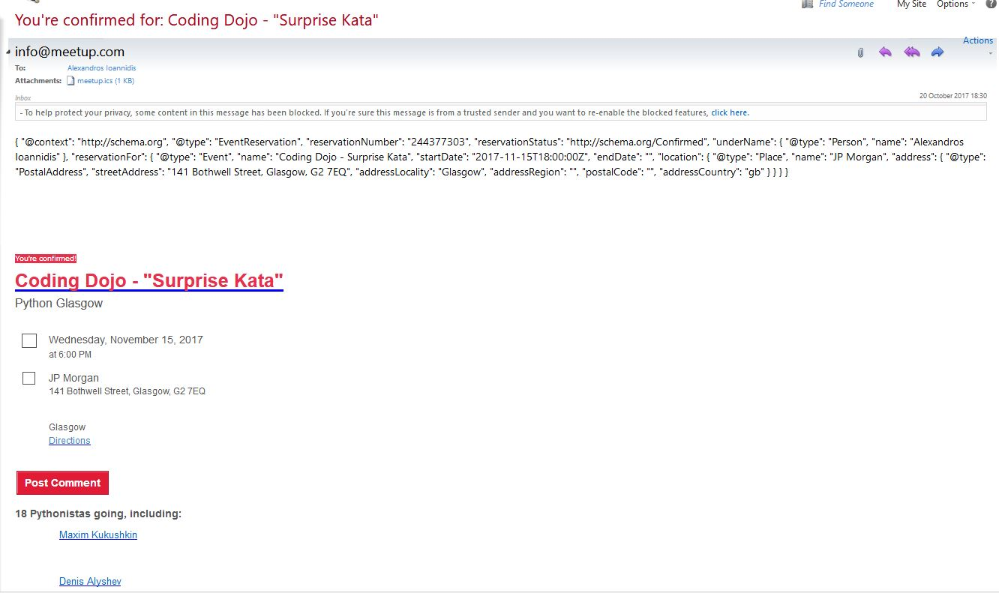 Find Someone My Site Options ?
You're confirmed for: Coding Dojo - "Surprise Kata"
Actions
info@meetup.com
To: Alexandros Ioannidis
Attachments: meetup.ics (1 KB)
Inbox 20 October 2017 18:30
- To help protect your privacy, some content in this message has been blocked. If you're sure this message is from a trusted sender and you want to re-enable the blocked features, click here.
{ "@context": "http://schema.org", "@type": "EventReservation", "reservationNumber": "244377303", "reservationStatus": "http://schema.org/Confirmed", "underName": { "@type": "Person", "name": "Alexandros
Ioannidis" }, "reservationFor": { "@type": "Event", "name": "Coding Dojo - Surprise Kata", "startDate": "2017-11-15T18:00:00Z", "endDate": "", "location": { "@type": "Place", "name": "JP Morgan", "address": { "@type":
"PostalAddress", "streetAddress": "141 Bothwell Street, Glasgow, G2 7EQ", "addressLocality": "Glasgow", "addressRegion": "", "postalCode": "", "addressCountry": "gb" } } } }
You're confirmed!
Coding Dojo - "Surprise Kata"
Python Glasgow
Wednesday, November 15, 2017
at 6:00 PM
JP Morgan
141 Bothwell Street, Glasgow, G2 7EQ
Glasgow
Directions
Post Comment
18 Pythonistas going, including:
Maxim Kukushkin
Denis Alyshev